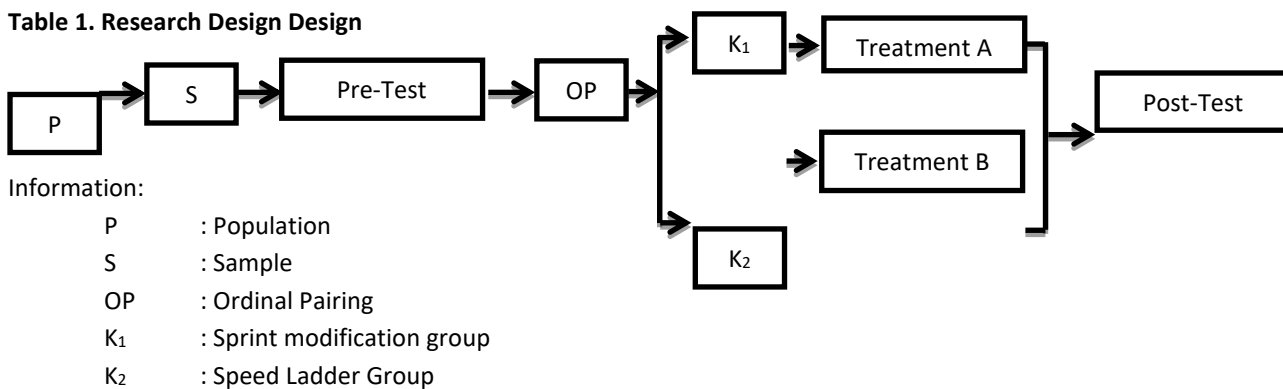 Table 1. Research Design Design
P
S
Pre-Test
OP
K₁
Treatment A
Treatment B
K₂
Post-Test
Information:
P : Population
S : Sample
OP : Ordinal Pairing
K₁ : Sprint modification group
K₂ : Speed Ladder Group